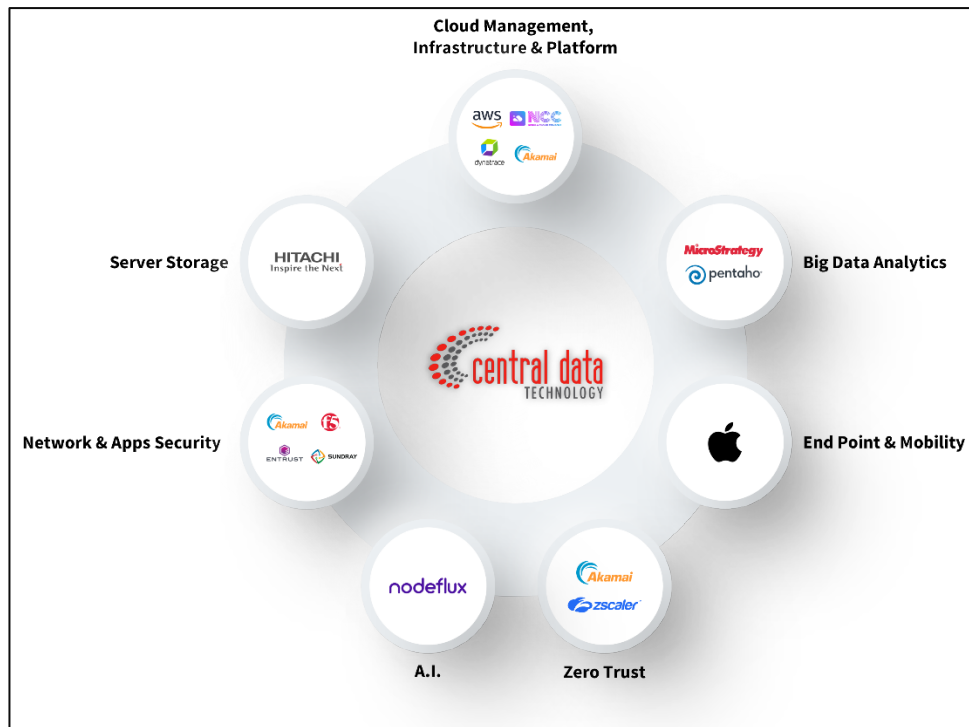 Cloud Management,
Infrastructure & Platform
aws
NCC
dynatrace
Akamai
Server Storage
HITACHI
Inspire the Next
MicroStrategy
pentaho
Big Data Analytics
central data
TECHNOLOGY
Network & Apps Security
Akamai
f5
ENTRUST
SUNDRAY
End Point & Mobility
nodeflux
A.I.
Akamai
zscaler
Zero Trust